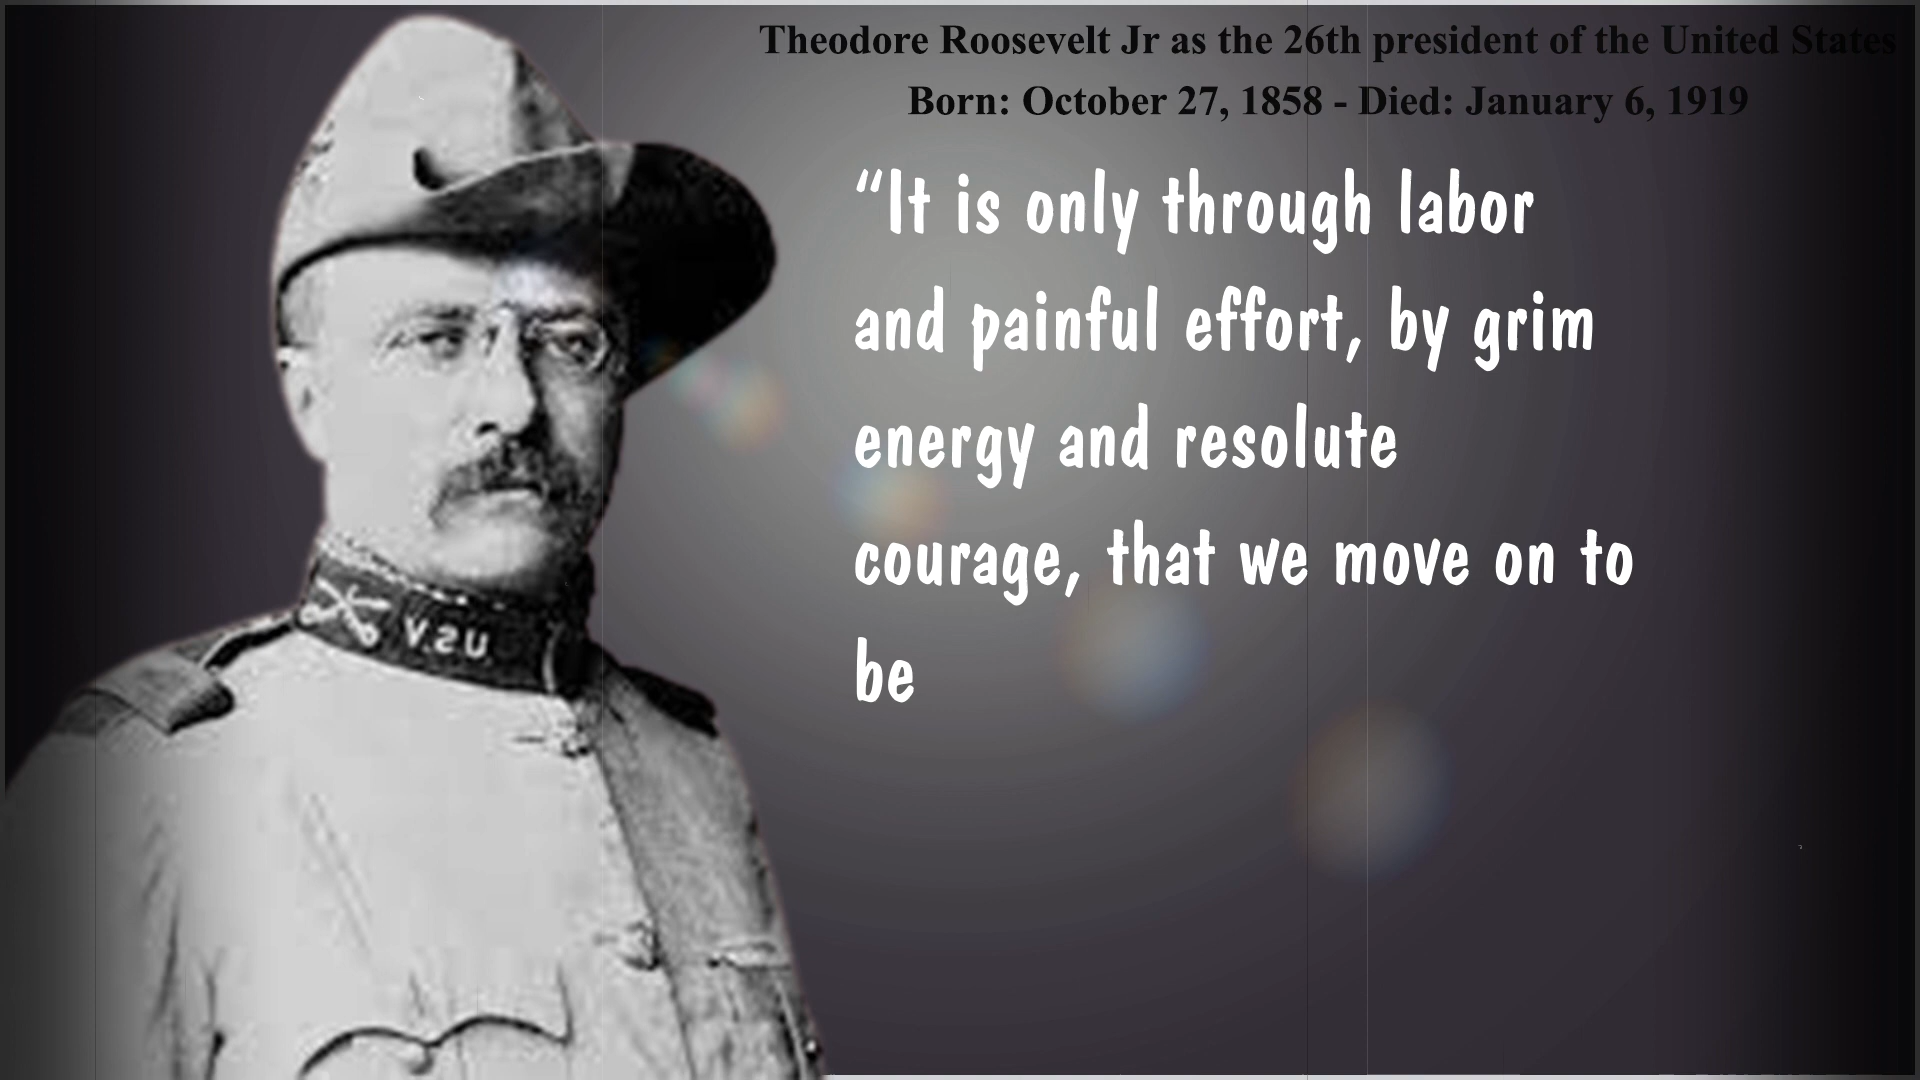 Theodore Roosevelt Jr as the 26th president of the United States
Born: October 27, 1858 - Died: January 6, 1919
“It is only through labor
and painful effort, by grim
energy and resolute
courage, that we move on to
be
V.S.U